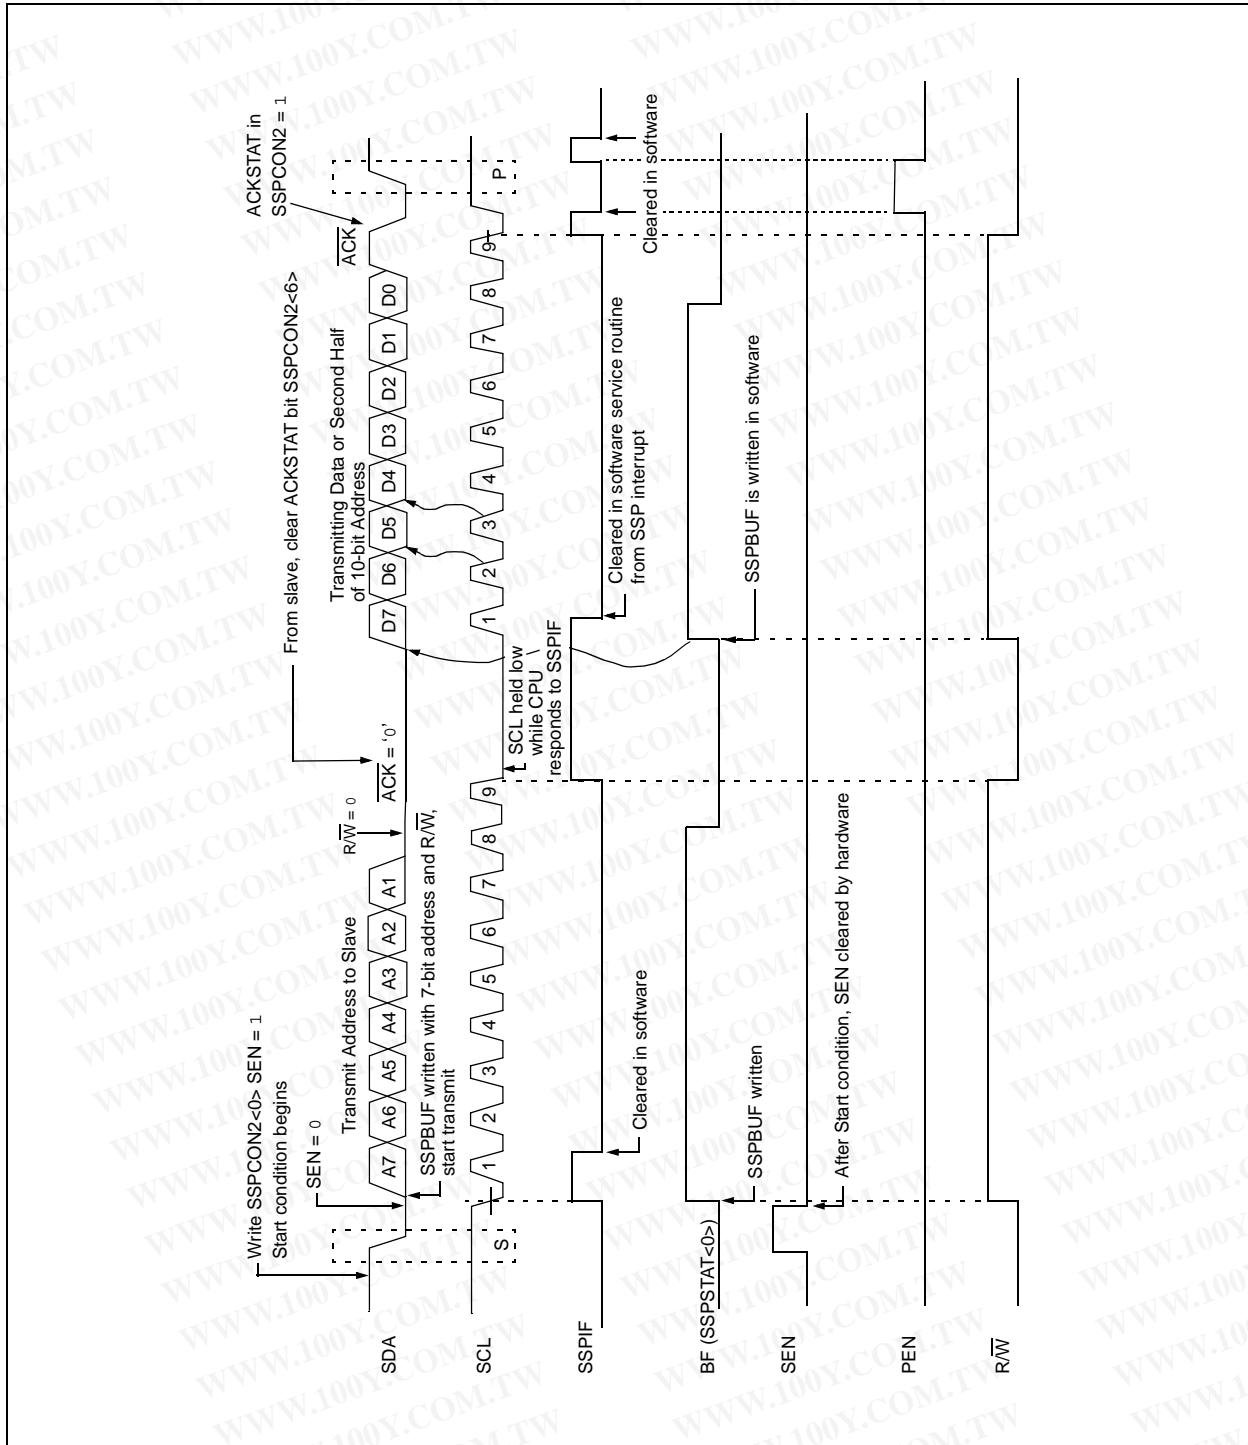 Write SSPCON2<0> SEN = 1
Start condition begins
SEN = 0
Transmit Address to Slave
R/W = 0
From slave, clear ACKSTAT bit SSPCON2<6>
ACK = ‘0’
Transmitting Data or Second Half
of 10-bit Address
ACKSTAT in
SSPCON2 = 1
ACK
SDA
A7 A6 A5 A4 A3 A2 A1
D7 D6 D5 D4 D3 D2 D1 D0
SSPBUF written with 7-bit address and R/W,
start transmit
SCL
S
1 2 3 4 5 6 7 8 9
1 2 3 4 5 6 7 8 9
P
SCL held low
while CPU
responds to SSPIF
SSPIF
Cleared in software
Cleared in software service routine
from SSP interrupt
Cleared in software
BF (SSPSTAT<0>)
SSPBUF written
SSPBUF is written in software
SEN
After Start condition, SEN cleared by hardware
PEN
R/W
WWW.100Y.COM.TW